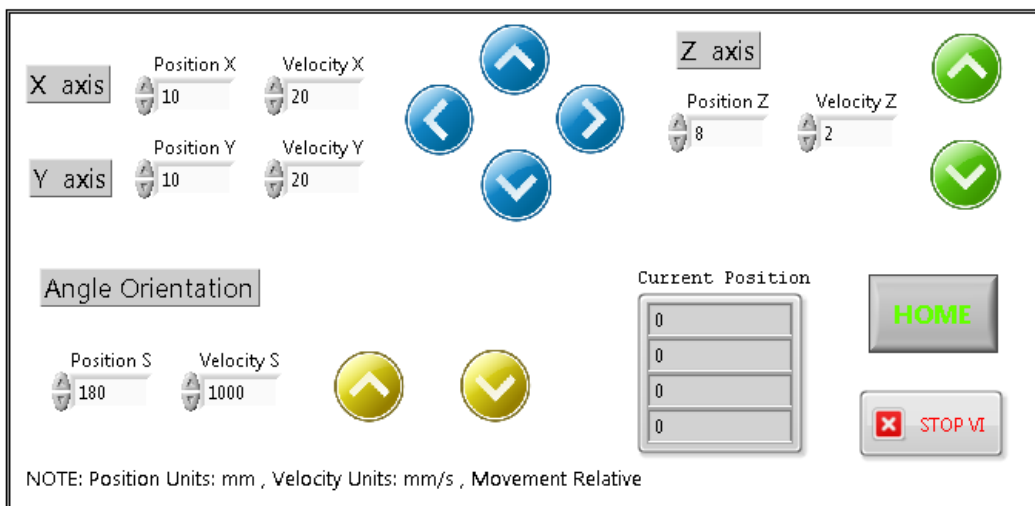 X axis
Position X
10
Velocity X
20
Z axis
Position Z
8
Velocity Z
2
Y axis
Position Y
10
Velocity Y
20
Angle Orientation
Position S
180
Velocity S
1000
Current Position
0
0
0
0
HOME
STOP VI
NOTE: Position Units: mm , Velocity Units: mm/s , Movement Relative